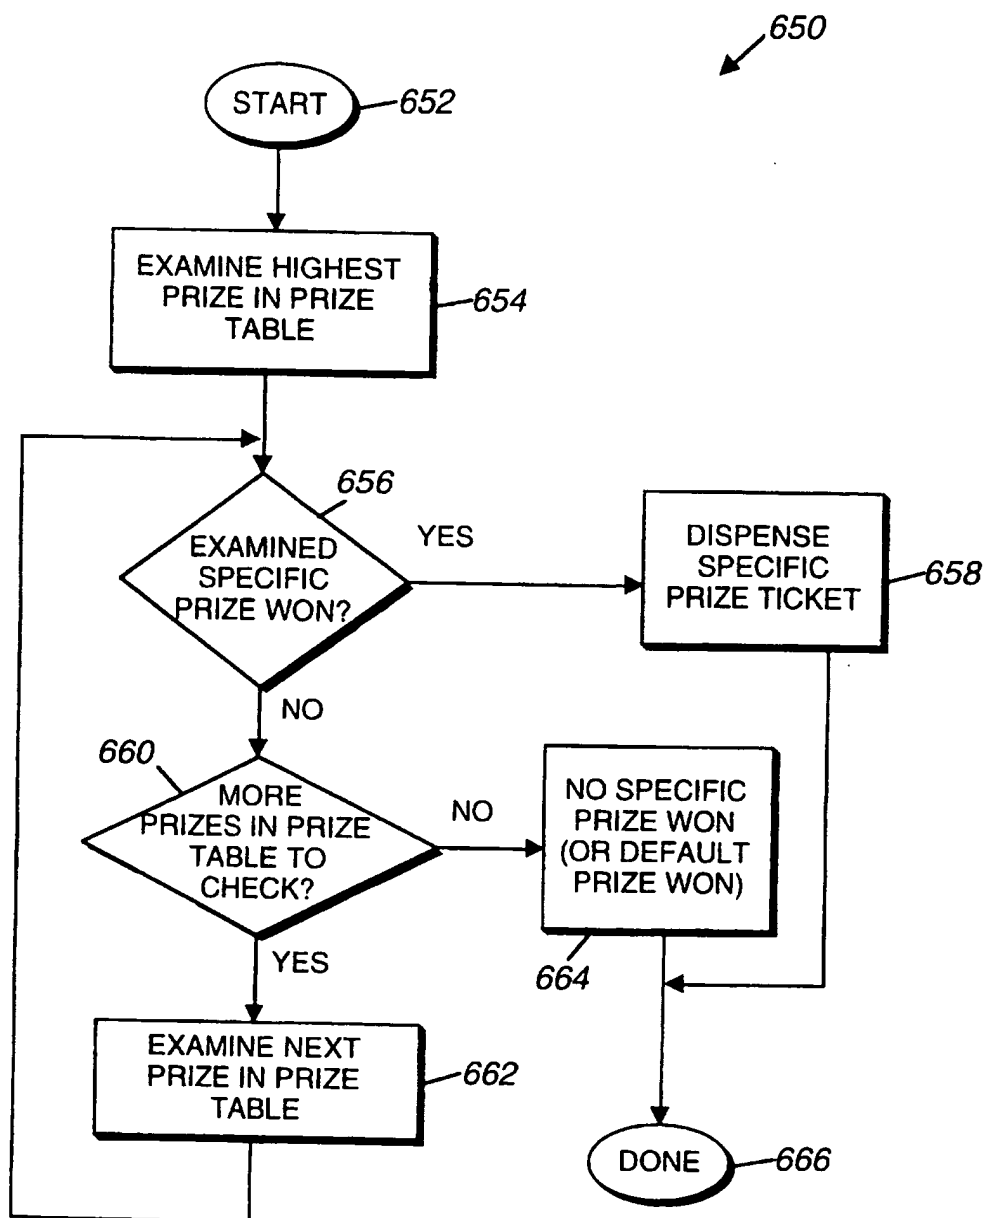 650
START
652
EXAMINE HIGHEST
PRIZE IN PRIZE
TABLE
654
656
EXAMINED
SPECIFIC
PRIZE WON?
YES
DISPENSE
SPECIFIC
PRIZE TICKET
658
NO
660
MORE
PRIZES IN PRIZE
TABLE TO
CHECK?
NO
NO SPECIFIC
PRIZE WON
(OR DEFAULT
PRIZE WON)
664
YES
EXAMINE NEXT
PRIZE IN PRIZE
TABLE
662
DONE
666